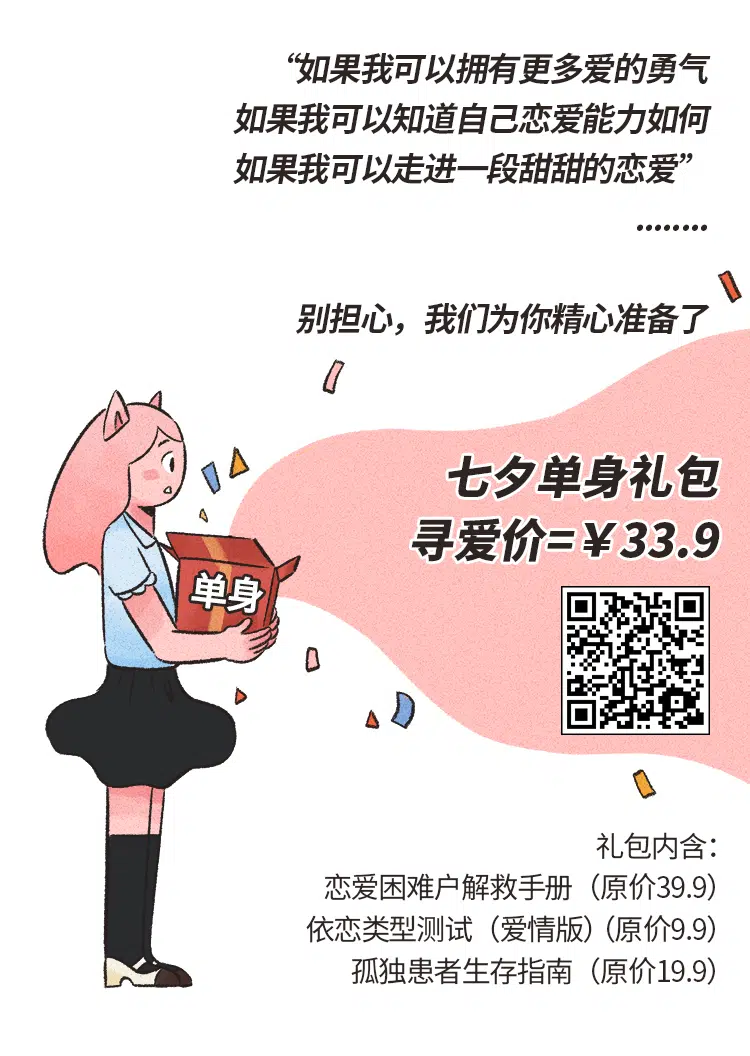 “如果我可以拥有更多爱的勇气
如果我可以知道自己恋爱能力如何
如果我可以走进一段甜甜的恋爱”
........
别担心，我们为你精心准备了
七夕单身礼包
寻爱价=￥33.9
单身
礼包内含：
恋爱困难户解救手册（原价39.9）
依恋类型测试（爱情版）（原价9.9）
孤独患者生存指南（原价19.9）